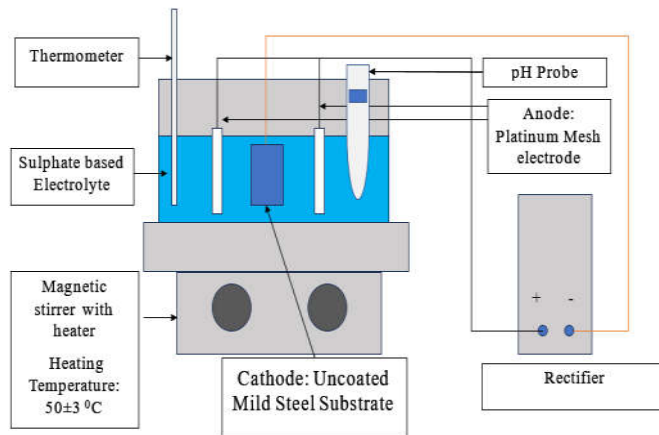 Thermometer
pH Probe
Anode:
Platinum Mesh
electrode
Sulphate based
Electrolyte
Magnetic
stirrer with
heater
Heating
Temperature:
50±3 ⁰C
Cathode: Uncoated
Mild Steel Substrate
+ -
Rectifier